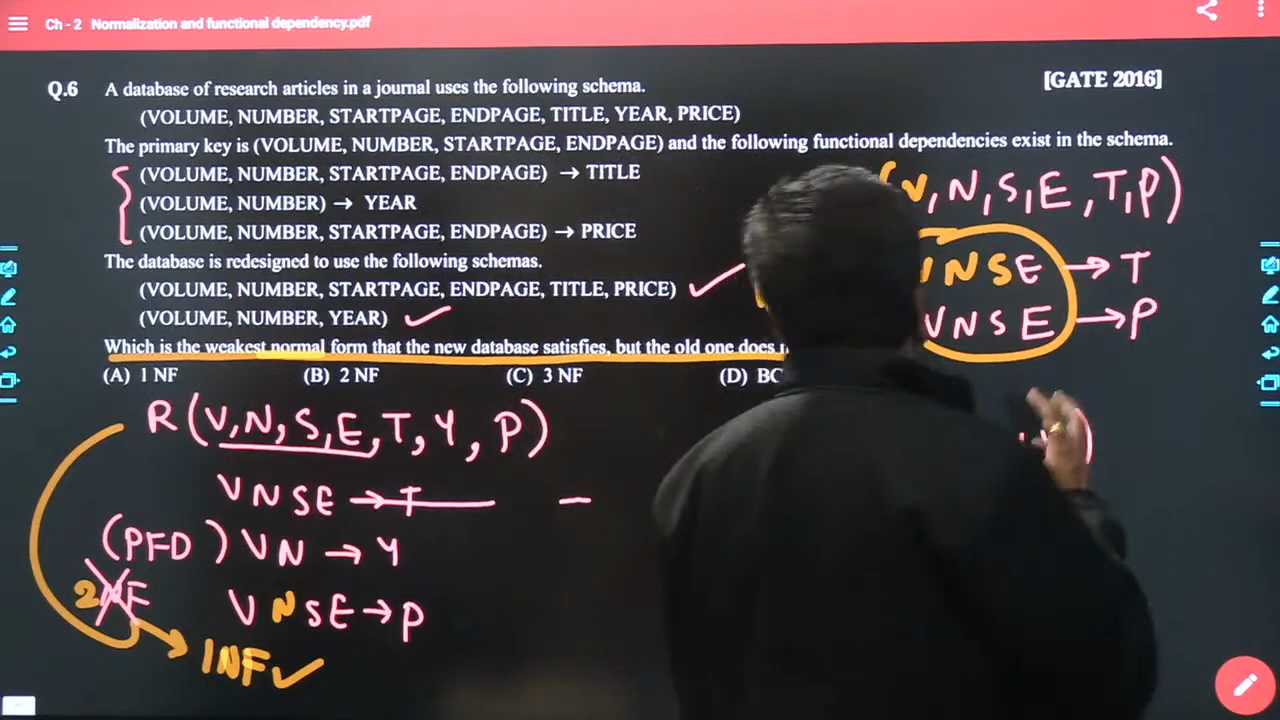 Ch - 2 Normalization and functional dependency.pdf
Q.6 A database of research articles in a journal uses the following schema. [GATE 2016]
(VOLUME, NUMBER, STARTPAGE, ENDPAGE, TITLE, YEAR, PRICE)
The primary key is (VOLUME, NUMBER, STARTPAGE, ENDPAGE) and the following functional dependencies exist in the schema.
(VOLUME, NUMBER, STARTPAGE, ENDPAGE) → TITLE
(VOLUME, NUMBER) → YEAR
(VOLUME, NUMBER, STARTPAGE, ENDPAGE) → PRICE
The database is redesigned to use the following schemas.
(VOLUME, NUMBER, STARTPAGE, ENDPAGE, TITLE, PRICE)
(VOLUME, NUMBER, YEAR)
Which is the weakest normal form that the new database satisfies, but the old one does
(A) 1 NF (B) 2 NF (C) 3 NF (D) BC
(V, N, S, E, T, P)
VNSE → T
VNSE → P
R (V, N, S, E, T, Y, P)
VNSE → T
(PFD) VN → Y
2NF VNSE → P
1NF ✓